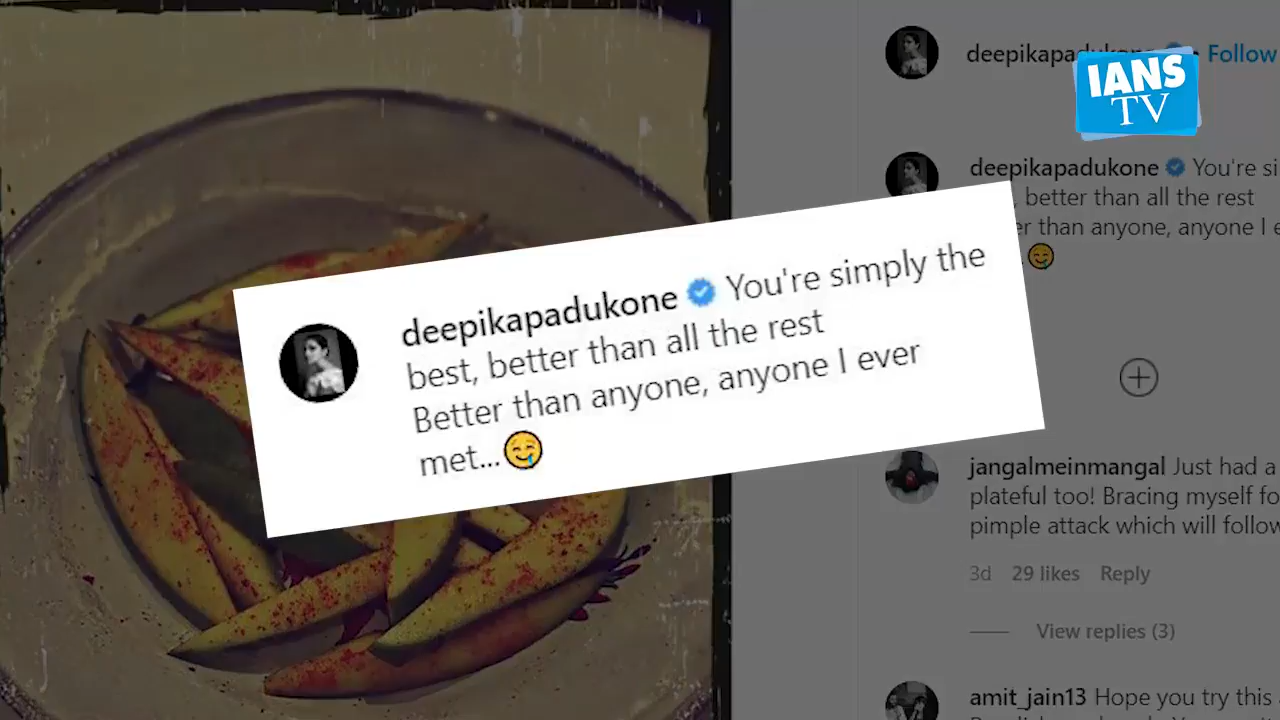 deepikapadukone Follow
IANS
TV
deepikapadukone You're si
better than all the rest
er than anyone, anyone I e
deepikapadukone You're simply the
best, better than all the rest
Better than anyone, anyone I ever
met...🤤
jangalmeinmangal Just had a
plateful too! Bracing myself fo
pimple attack which will follow
3d 29 likes Reply
View replies (3)
amit_jain13 Hope you try this